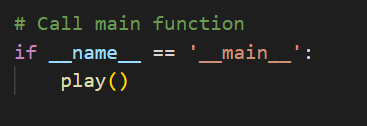 # Call main function
if __name__ == '__main__':
    play()